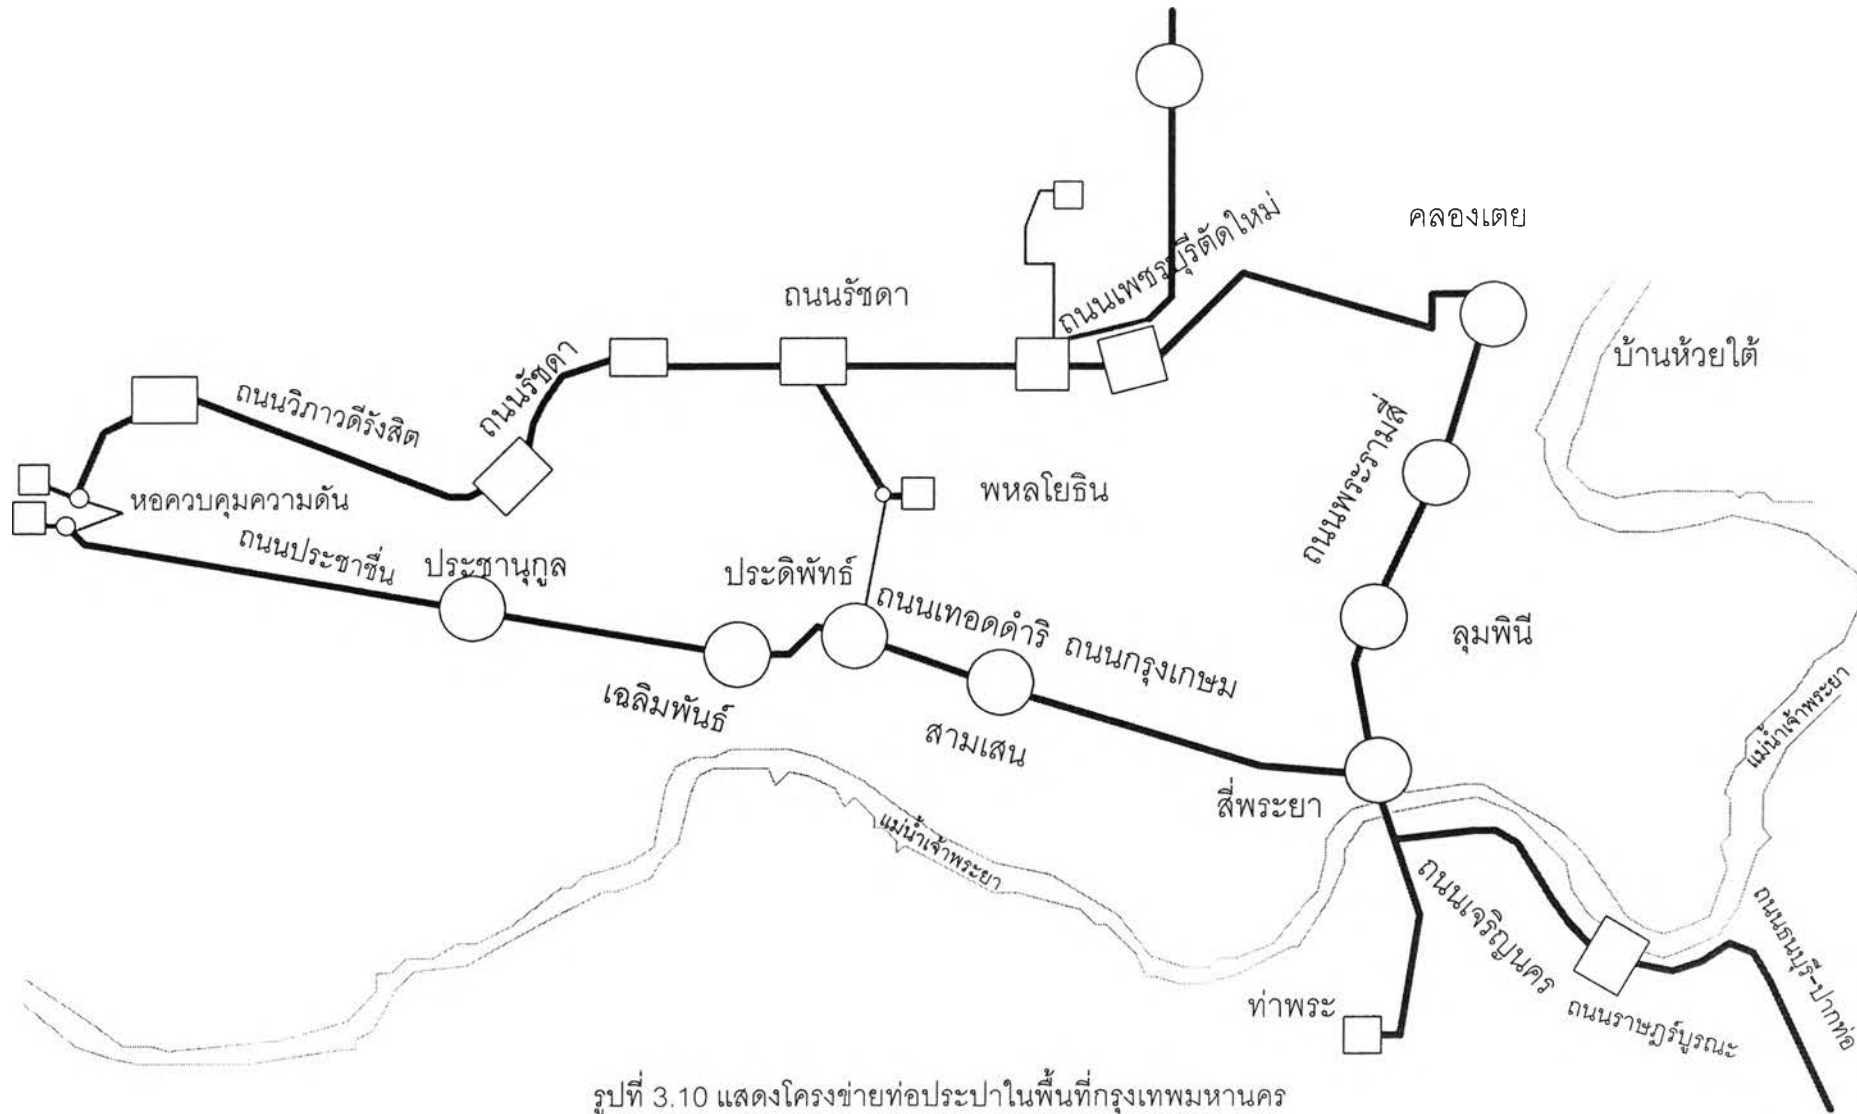 คลองเตย
ถนนเพชรบุรีตัดใหม่
ถนนรัชดา
บ้านห้วยใต้
ถนนรัชดา
ถนนวิภาวดีรังสิต
ถนนพระรามสี่
หอควบคุมความดัน
พหลโยธิน
ถนนประชาชื่น
ประชานุกูล
ประดิพัทธ์
ถนนเทอดดำริ ถนนกรุงเกษม
ลุมพินี
เฉลิมพันธ์
สามเสน
แม่น้ำเจ้าพระยา
สี่พระยา
แม่น้ำเจ้าพระยา
ถนนเจริญนคร
ถนนธนบุรี-ปากท่อ
ท่าพระ
ถนนราษฎร์บูรณะ
รูปที่ 3.10 แสดงโครงข่ายท่อประปาในพื้นที่กรุงเทพมหานคร